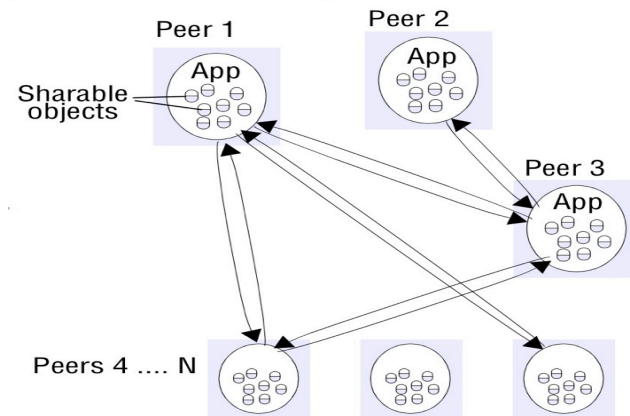 Peer 1
Peer 2
App
App
Sharable
objects
Peer 3
App
Peers 4 .... N